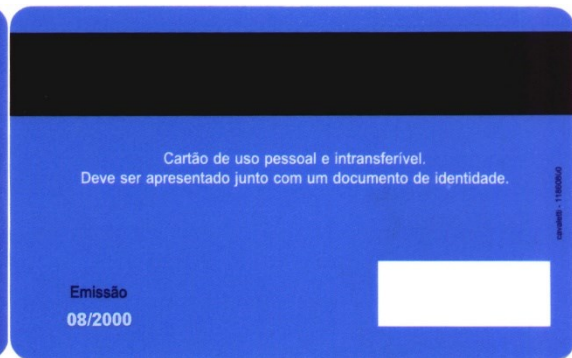 Cartão de uso pessoal e intransferível.
Deve ser apresentado junto com um documento de identidade.
Emissão
08/2000